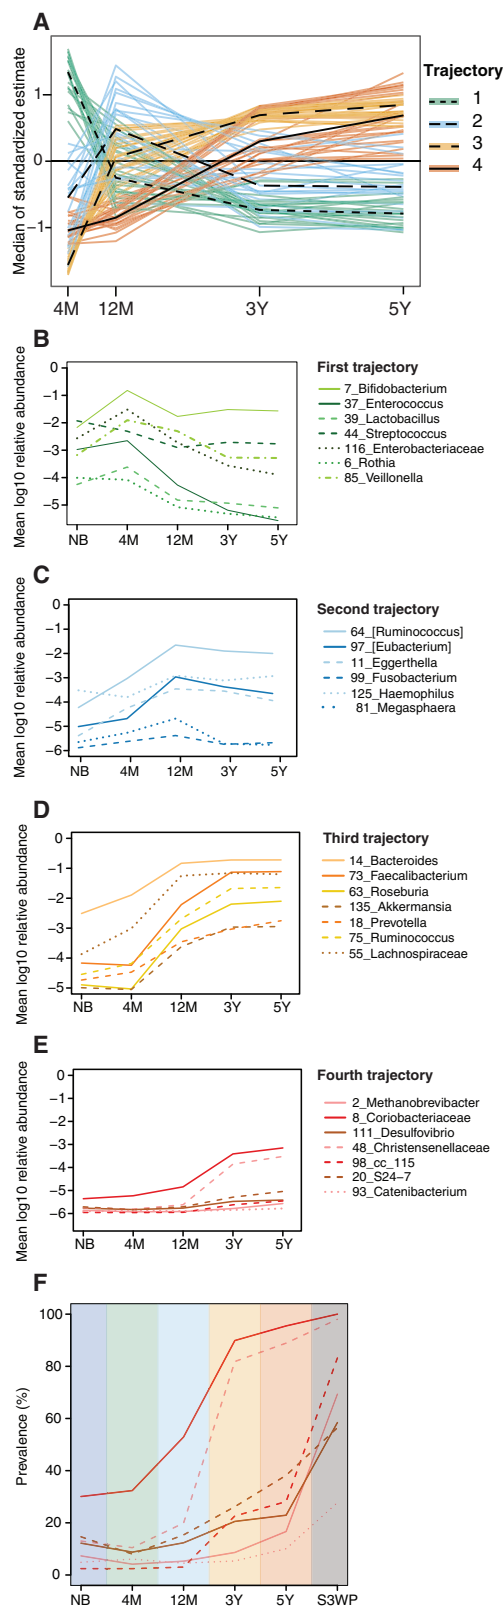 A
Median of standardized estimate
1
0
−1
4M 12M 3Y 5Y
Trajectory
1
2
3
4
B
Mean log10 relative abundance
0
−1
−2
−3
−4
−5
NB 4M 12M 3Y 5Y
First trajectory
7_Bifidobacterium
37_Enterococcus
39_Lactobacillus
44_Streptococcus
116_Enterobacteriaceae
6_Rothia
85_Veillonella
C
Mean log10 relative abundance
0
−1
−2
−3
−4
−5
−6
NB 4M 12M 3Y 5Y
Second trajectory
64_[Ruminococcus]
97_[Eubacterium]
11_Eggerthella
99_Fusobacterium
125_Haemophilus
81_Megasphaera
D
Mean log10 relative abundance
0
−1
−2
−3
−4
−5
NB 4M 12M 3Y 5Y
Third trajectory
14_Bacteroides
73_Faecalibacterium
63_Roseburia
135_Akkermansia
18_Prevotella
75_Ruminococcus
55_Lachnospiraceae
E
Mean log10 relative abundance
0
−1
−2
−3
−4
−5
−6
NB 4M 12M 3Y 5Y
Fourth trajectory
2_Methanobrevibacter
8_Coriobacteriaceae
111_Desulfovibrio
48_Christensenellaceae
98_cc_115
20_S24−7
93_Catenibacterium
F
Prevalence (%)
100
80
60
40
20
0
NB 4M 12M 3Y 5Y S3WP